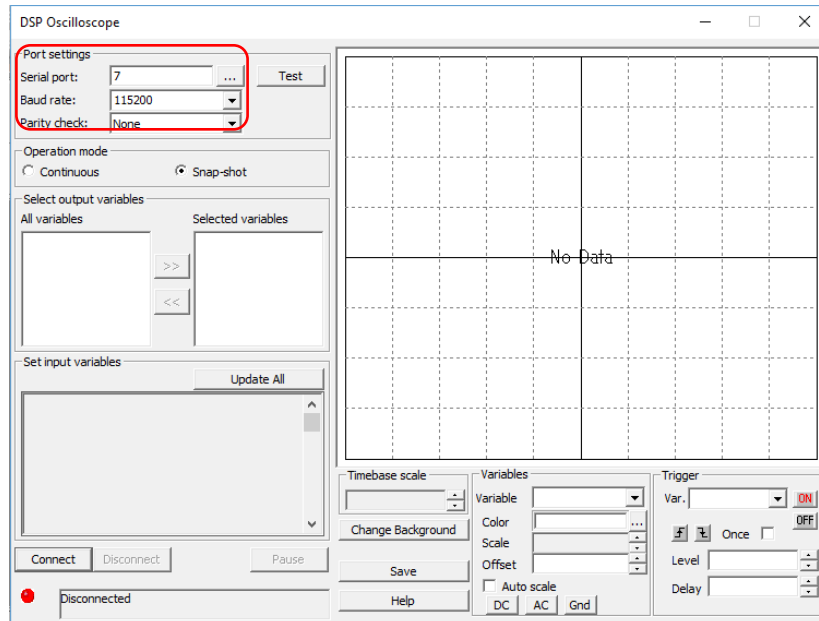 DSP Oscilloscope
Port settings
Serial port: 7 ... Test
Baud rate: 115200
Parity check: None
Operation mode
Continuous Snap-shot
Select output variables
All variables Selected variables
>>
<<
Set input variables
Update All
Connect Disconnect Pause
Disconnected
No Data
Timebase scale
Change Background
Save
Help
Variables
Variable
Color ...
Scale
Offset
Auto scale
DC AC Gnd
Trigger
Var. ON
OFF
Once
Level
Delay